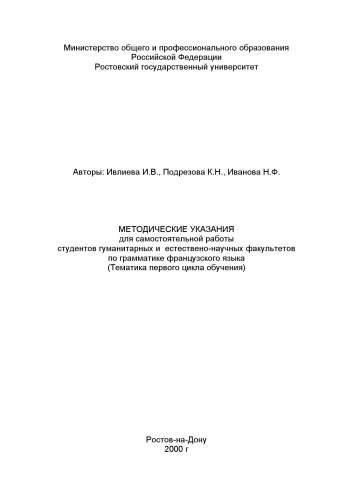 Министерство общего и профессионального образования
Российской Федерации
Ростовский государственный университет
Авторы: Ивлиева И.В., Подрезова К.Н., Иванова Н.Ф.
МЕТОДИЧЕСКИЕ УКАЗАНИЯ
для самостоятельной работы
студентов гуманитарных и естествено-научных факультетов
по грамматике французского языка
(Тематика первого цикла обучения)
Ростов-на-Дону
2000 г